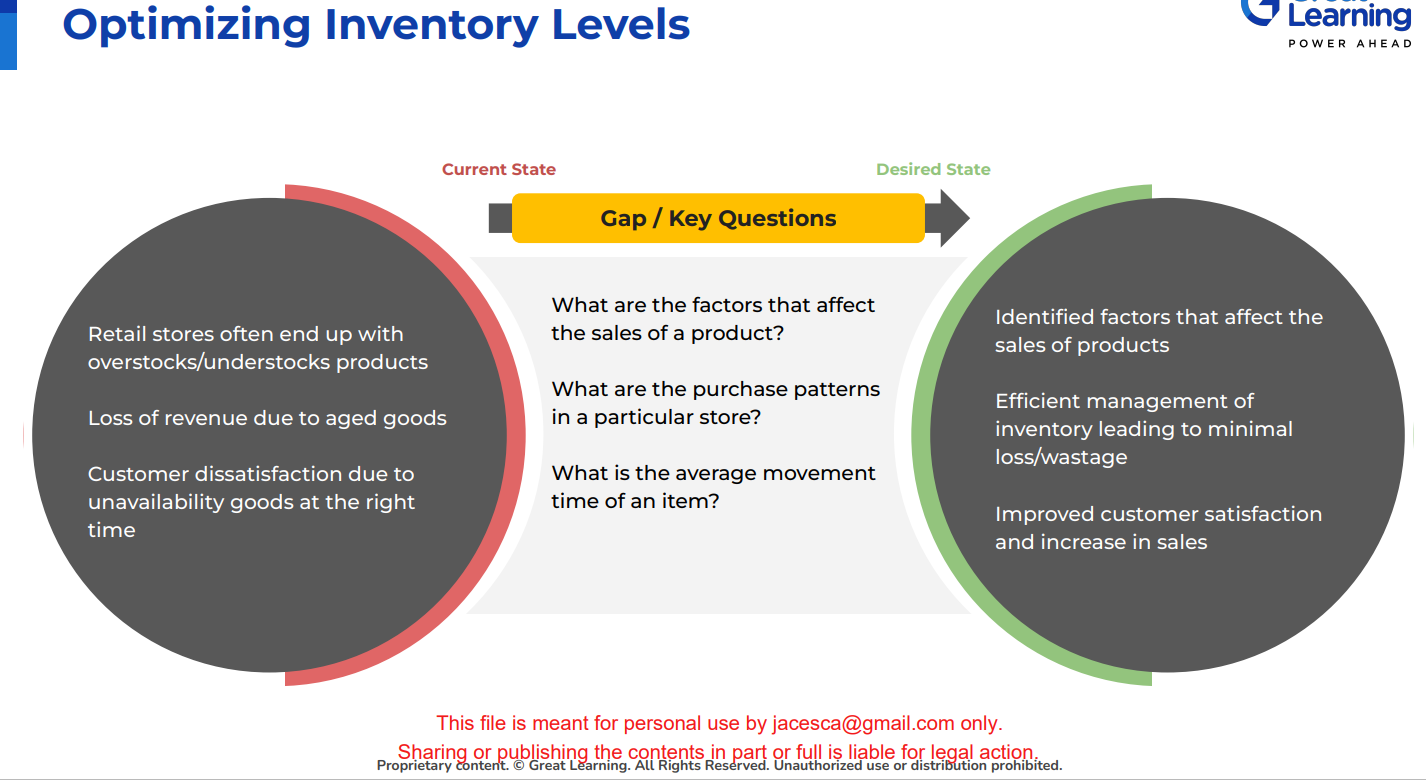 Optimizing Inventory Levels
Great
Learning
POWER AHEAD
Current State
Desired State
Gap / Key Questions
Retail stores often end up with
overstocks/understocks products
Loss of revenue due to aged goods
Customer dissatisfaction due to
unavailability goods at the right
time
What are the factors that affect
the sales of a product?
What are the purchase patterns
in a particular store?
What is the average movement
time of an item?
Identified factors that affect the
sales of products
Efficient management of
inventory leading to minimal
loss/wastage
Improved customer satisfaction
and increase in sales
This file is meant for personal use by jacesca@gmail.com only.
Sharing or publishing the contents in part or full is liable for legal action.
Proprietary content. © Great Learning. All Rights Reserved. Unauthorized use or distribution prohibited.